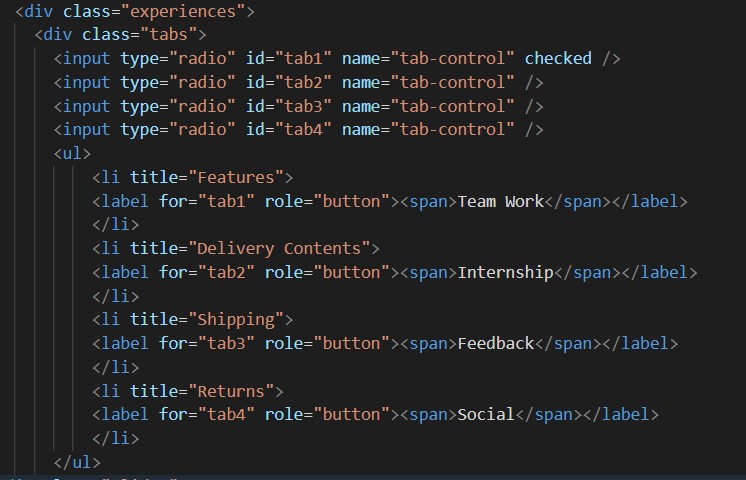 <div class="experiences">
<div class="tabs">
<input type="radio" id="tab1" name="tab-control" checked />
<input type="radio" id="tab2" name="tab-control" />
<input type="radio" id="tab3" name="tab-control" />
<input type="radio" id="tab4" name="tab-control" />
<ul>
<li title="Features">
<label for="tab1" role="button"><span>Team Work</span></label>
</li>
<li title="Delivery Contents">
<label for="tab2" role="button"><span>Internship</span></label>
</li>
<li title="Shipping">
<label for="tab3" role="button"><span>Feedback</span></label>
</li>
<li title="Returns">
<label for="tab4" role="button"><span>Social</span></label>
</li>
</ul>